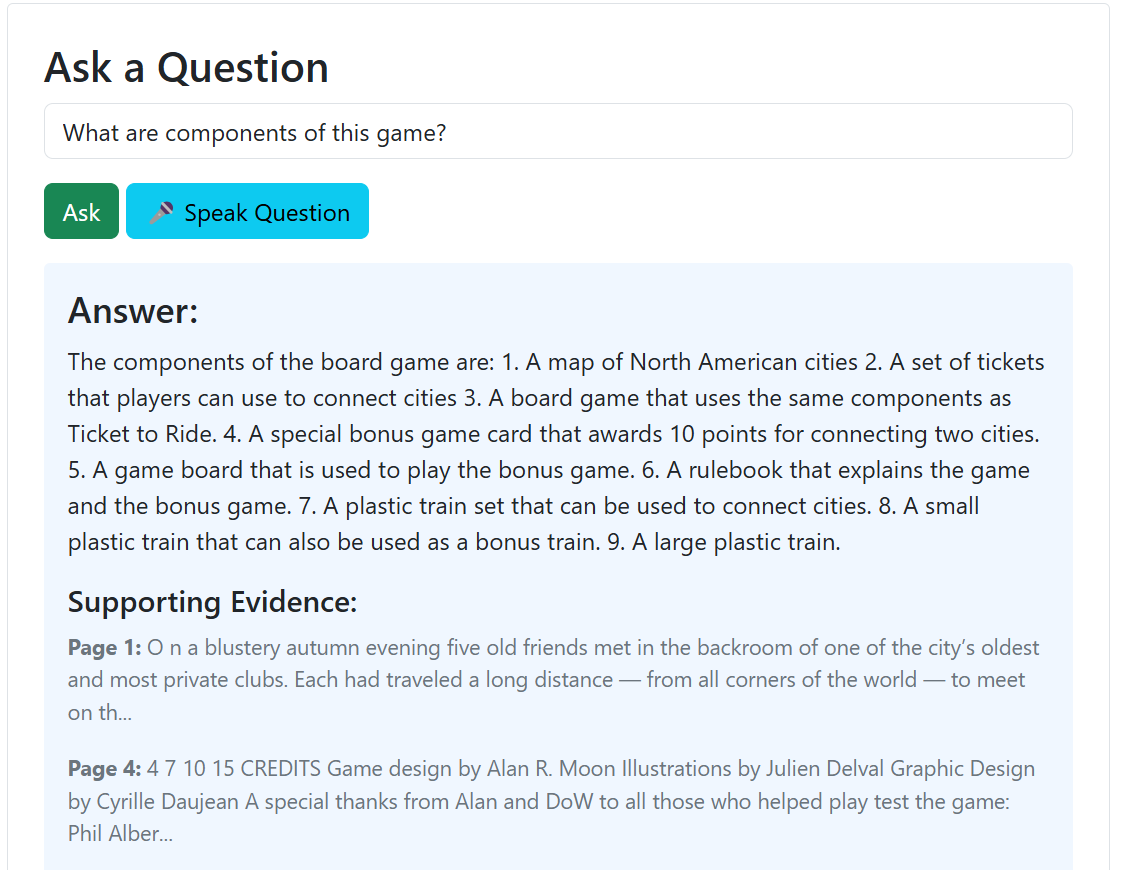 Ask a Question
What are components of this game?
Ask
🎤 Speak Question
Answer:
The components of the board game are: 1. A map of North American cities 2. A set of tickets
that players can use to connect cities 3. A board game that uses the same components as
Ticket to Ride. 4. A special bonus game card that awards 10 points for connecting two cities.
5. A game board that is used to play the bonus game. 6. A rulebook that explains the game
and the bonus game. 7. A plastic train set that can be used to connect cities. 8. A small
plastic train that can also be used as a bonus train. 9. A large plastic train.
Supporting Evidence:
Page 1: O n a blustery autumn evening five old friends met in the backroom of one of the city’s oldest
and most private clubs. Each had traveled a long distance — from all corners of the world — to meet
on th...
Page 4: 4 7 10 15 CREDITS Game design by Alan R. Moon Illustrations by Julien Delval Graphic Design
by Cyrille Daujean A special thanks from Alan and DoW to all those who helped play test the game:
Phil Alber...